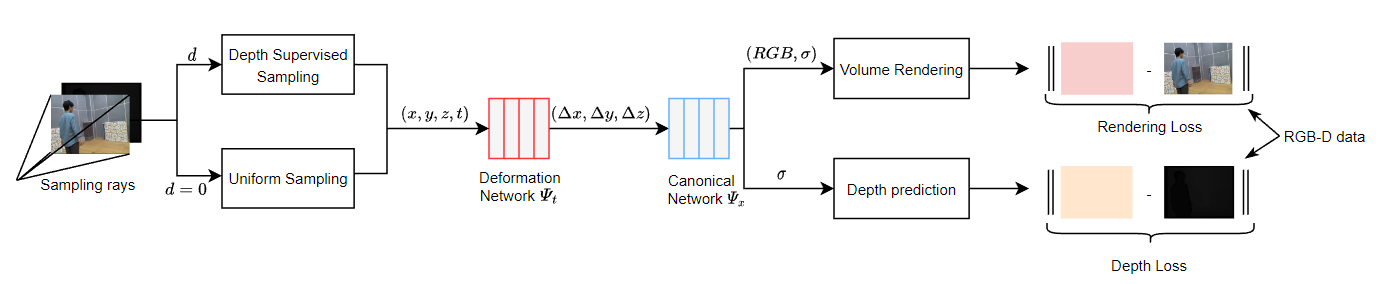 Sampling rays
d
d = 0
Depth Supervised
Sampling
Uniform Sampling
(x, y, z, t)
Deformation
Network Ψt
(Δx, Δy, Δz)
Canonical
Network Ψx
(RGB, σ)
σ
Volume Rendering
Depth prediction
-
Rendering Loss
RGB-D data
-
Depth Loss